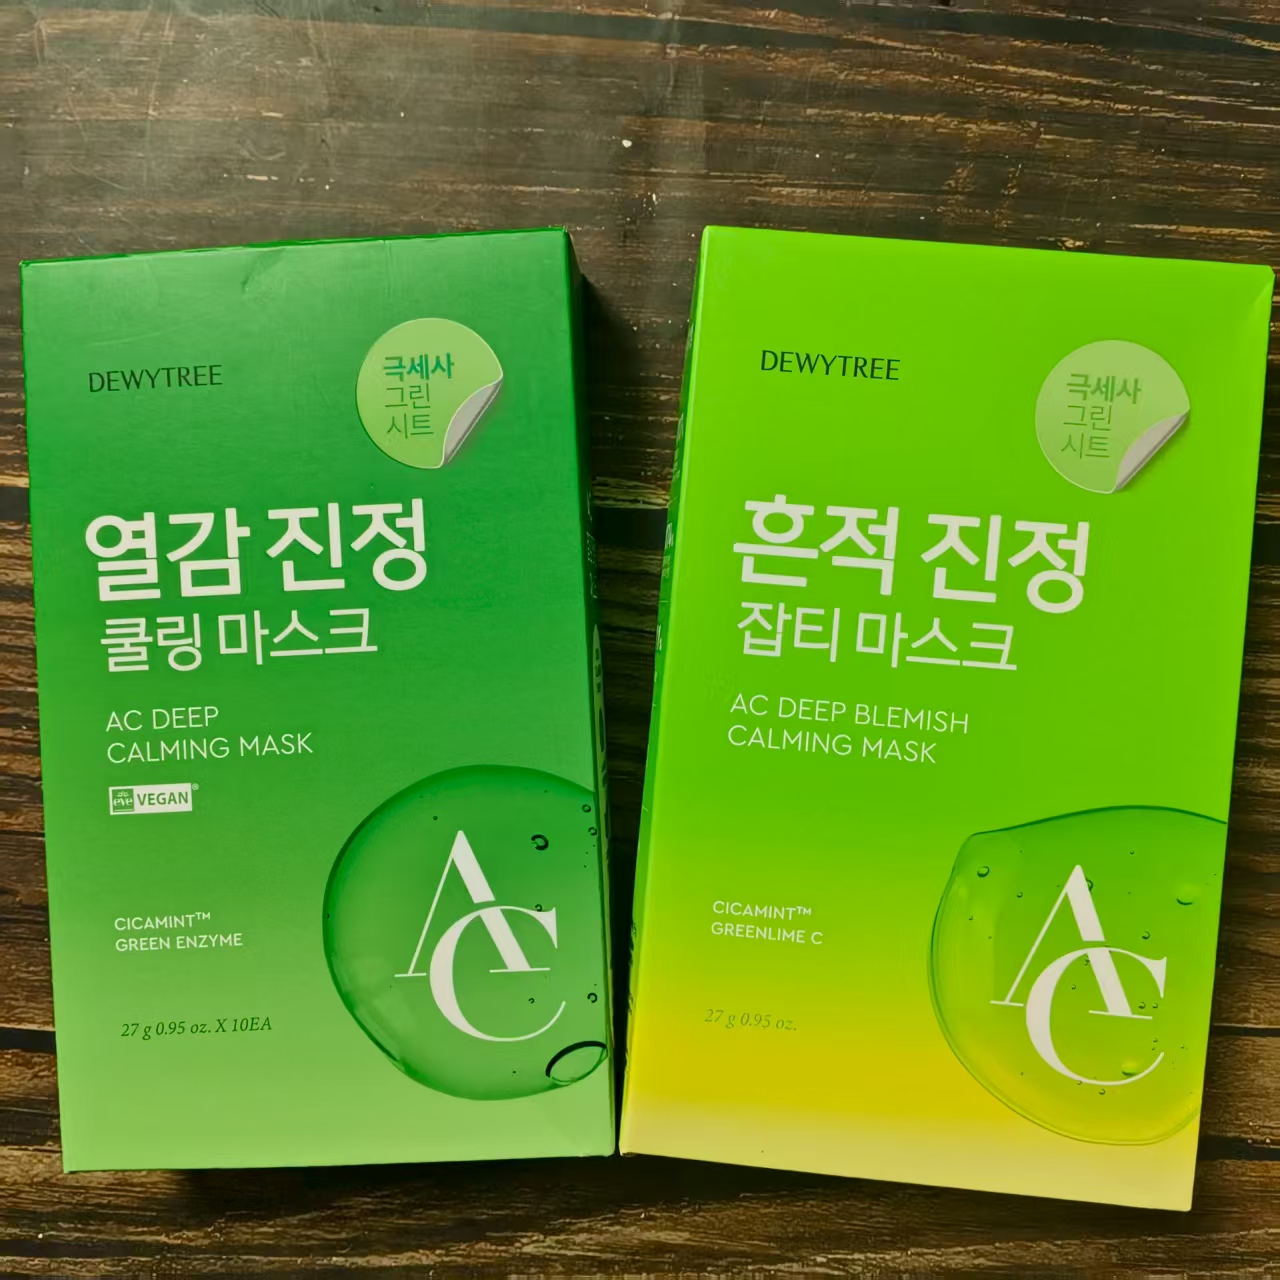 DEWYTREE
극세사
그린
시트
열감 진정
쿨링 마스크
AC DEEP
CALMING MASK
eve VEGAN®
CICAMINT™
GREEN ENZYME
27 g 0.95 oz. X 10EA
AC
DEWYTREE
극세사
그린
시트
흔적 진정
잡티 마스크
AC DEEP BLEMISH
CALMING MASK
CICAMINT™
GREENLIME C
27 g 0.95 oz.
AC